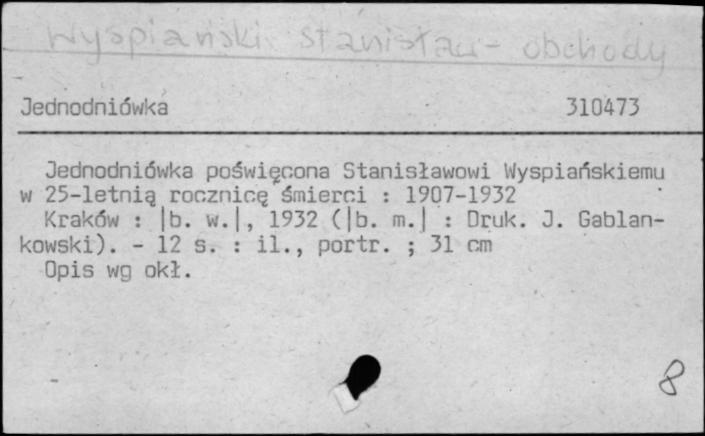 Wyspiański Stanisław - obchody
Jednodniówka 310473
Jednodniówka poświęcona Stanisławowi Wyspiańskiemu
w 25-letnią rocznicę śmierci : 1907-1932
Kraków : |b. w.|, 1932 (|b. m.| : Druk. J. Gablan-
kowski). - 12 s. : il., portr. ; 31 cm
Opis wg okł.
8